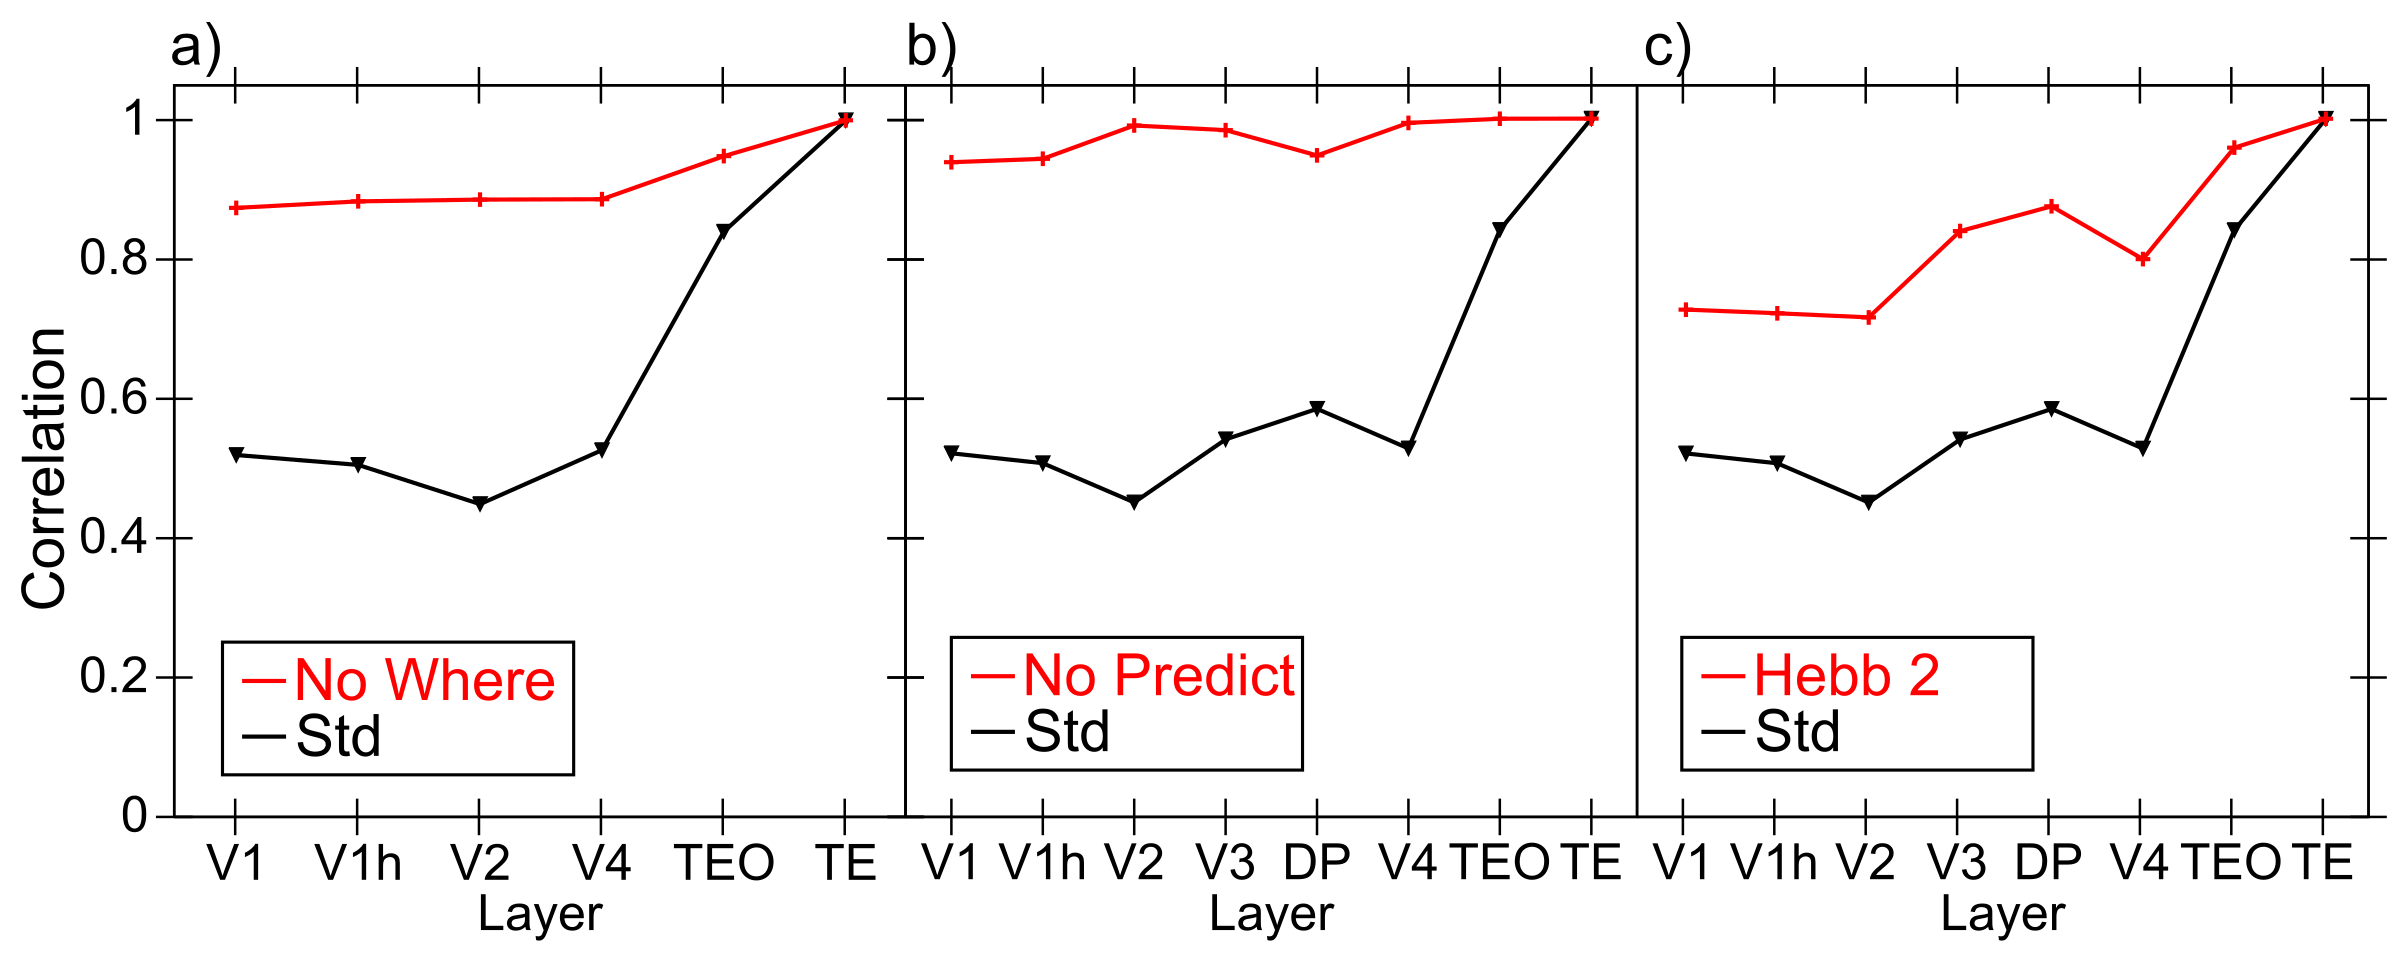 a) b) c)
1
0.8
0.6
0.4
0.2
0
Correlation
No Where
Std
No Predict
Std
Hebb 2
Std
V1 V1h V2 V4 TEO TE
V1 V1h V2 V3 DP V4 TEO TE
V1 V1h V2 V3 DP V4 TEO TE
Layer Layer Layer